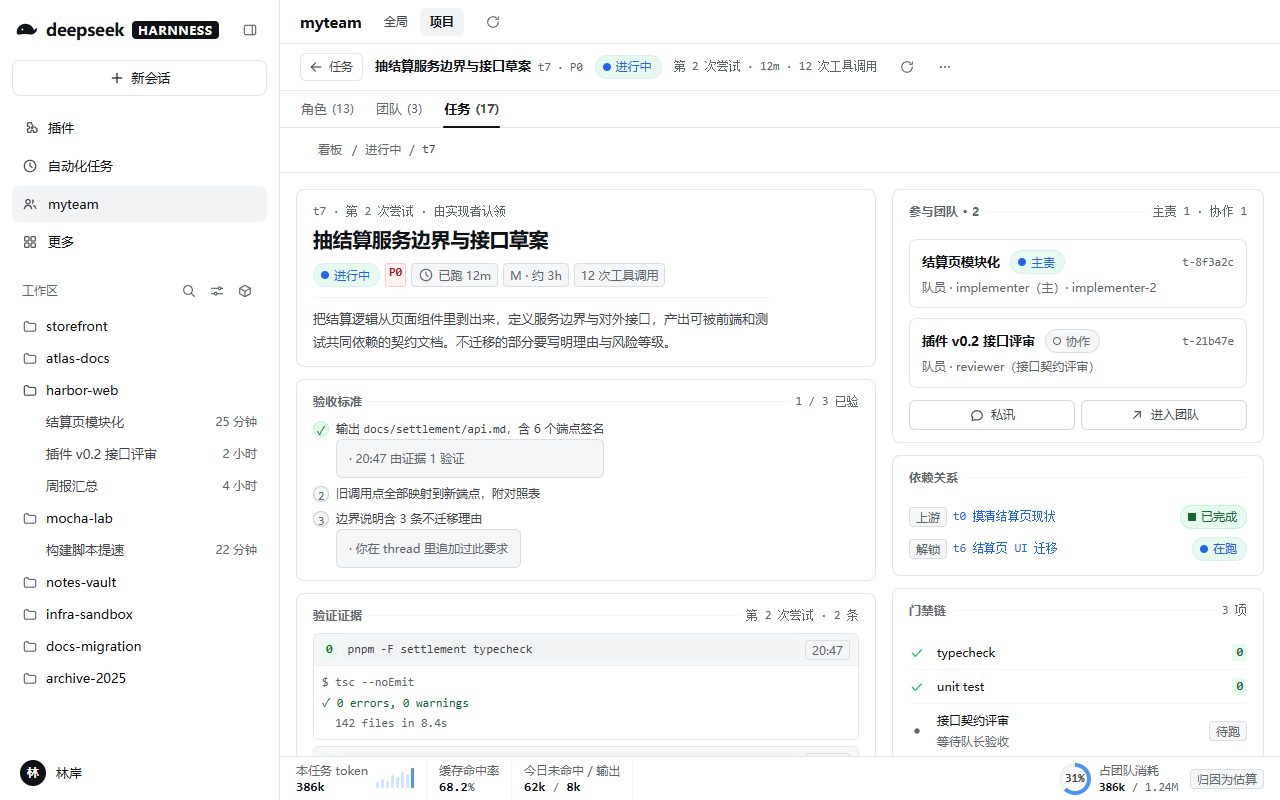 deepseek HARNNESS
新会话
插件
自动化任务
myteam
更多
工作区
storefront
atlas-docs
harbor-web
结算页模块化 25 分钟
插件 v0.2 接口评审 2 小时
周报汇总 4 小时
mocha-lab
构建脚本提速 22 分钟
notes-vault
infra-sandbox
docs-migration
archive-2025
林 林岸
myteam 全局 项目
任务 抽结算服务边界与接口草案 t7 · P0 进行中 第 2 次尝试 · 12m · 12 次工具调用
角色 (13) 团队 (3) 任务 (17)
看板 / 进行中 / t7
t7 · 第 2 次尝试 · 由实现者认领
抽结算服务边界与接口草案
进行中 P0 已跑 12m M · 约 3h 12 次工具调用
把结算逻辑从页面组件里剥出来，定义服务边界与对外接口，产出可被前端和测
试共同依赖的契约文档。不迁移的部分要写明理由与风险等级。
验收标准 1 / 3 已验
输出 docs/settlement/api.md，含 6 个端点签名
· 20:47 由证据 1 验证
2 旧调用点全部映射到新端点，附对照表
3 边界说明含 3 条不迁移理由
· 你在 thread 里追加过此要求
验证证据 第 2 次尝试 · 2 条
0 pnpm -F settlement typecheck 20:47
$ tsc --noEmit
✓ 0 errors, 0 warnings
142 files in 8.4s
参与团队 • 2 主责 1 · 协作 1
结算页模块化 主责 t-8f3a2c
队员 · implementer（主）· implementer-2
插件 v0.2 接口评审 协作 t-21b47e
队员 · reviewer（接口契约评审）
私讯 进入团队
依赖关系
上游 t0 摸清结算页现状 已完成
解锁 t6 结算页 UI 迁移 在跑
门禁链 3 项
typecheck 0
unit test 0
接口契约评审 待跑
等待队长验收
本任务 token
386k
缓存命中率
68.2%
今日未命中 / 输出
62k / 8k
31%
占团队消耗
386k / 1.24M
归因为估算